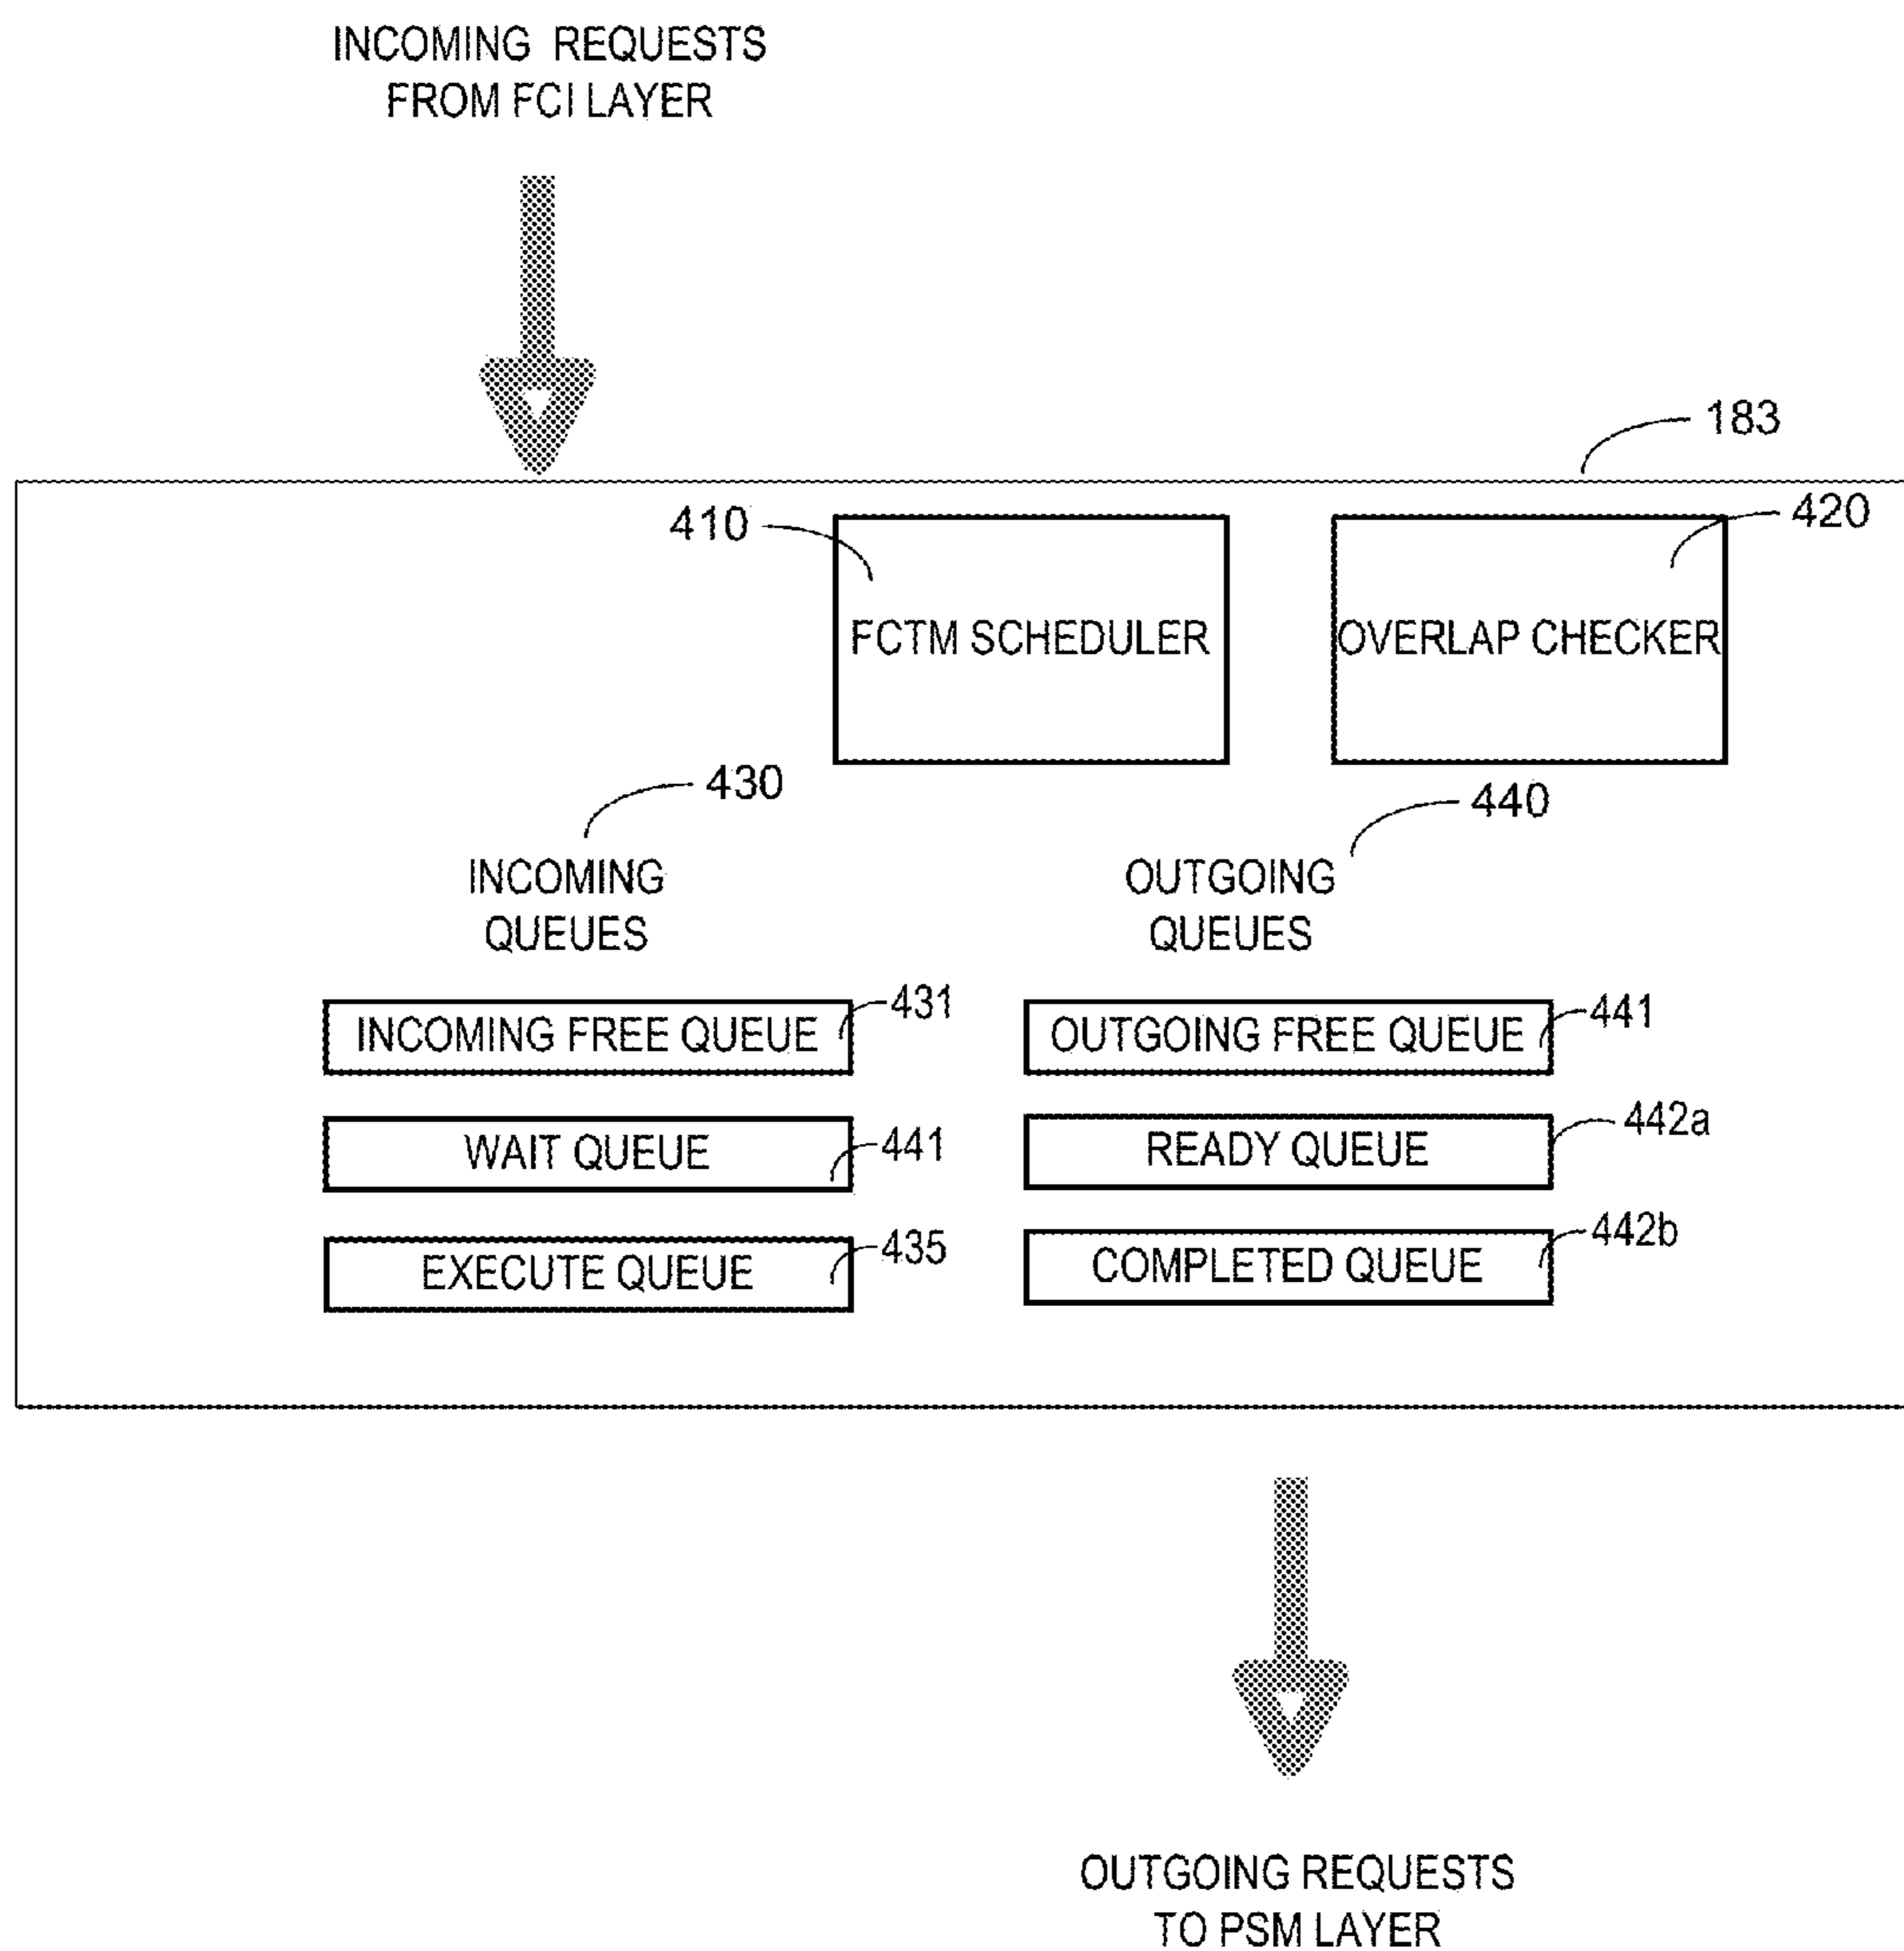 INCOMING REQUESTS
FROM FCI LAYER
183
410
420
FCTM SCHEDULER
OVERLAP CHECKER
430
440
INCOMING
QUEUES
OUTGOING
QUEUES
INCOMING FREE QUEUE
431
OUTGOING FREE QUEUE
441
WAIT QUEUE
441
READY QUEUE
442a
EXECUTE QUEUE
435
COMPLETED QUEUE
442b
OUTGOING REQUESTS
TO PSM LAYER